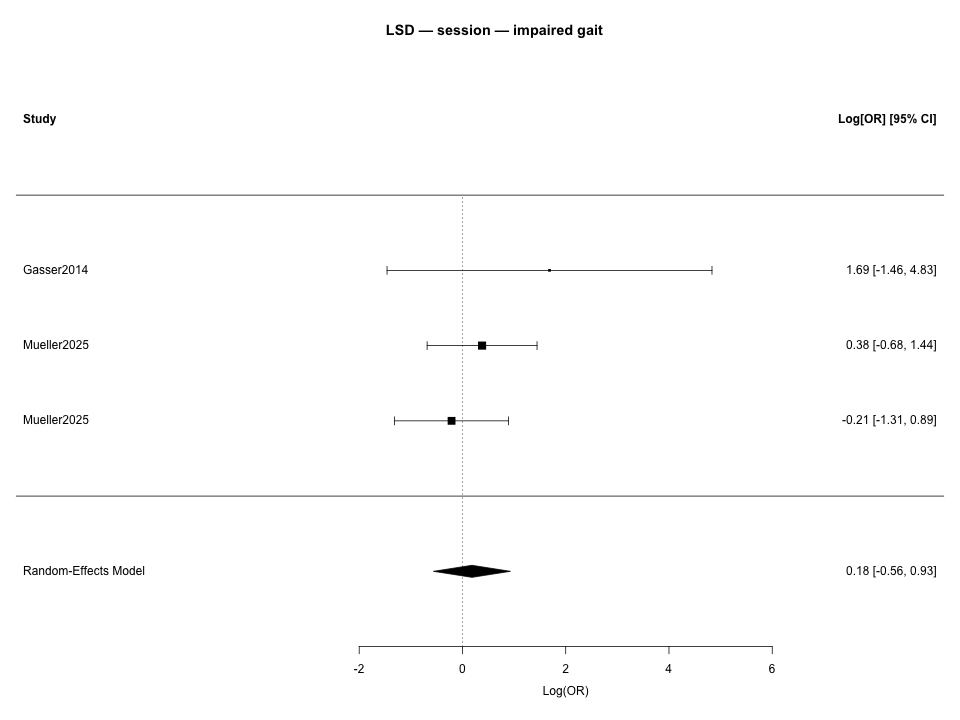 LSD — session — impaired gait
Study Log[OR] [95% CI]
Gasser2014 1.69 [-1.46, 4.83]
Mueller2025 0.38 [-0.68, 1.44]
Mueller2025 -0.21 [-1.31, 0.89]
Random-Effects Model 0.18 [-0.56, 0.93]
-2 0 2 4 6
Log(OR)